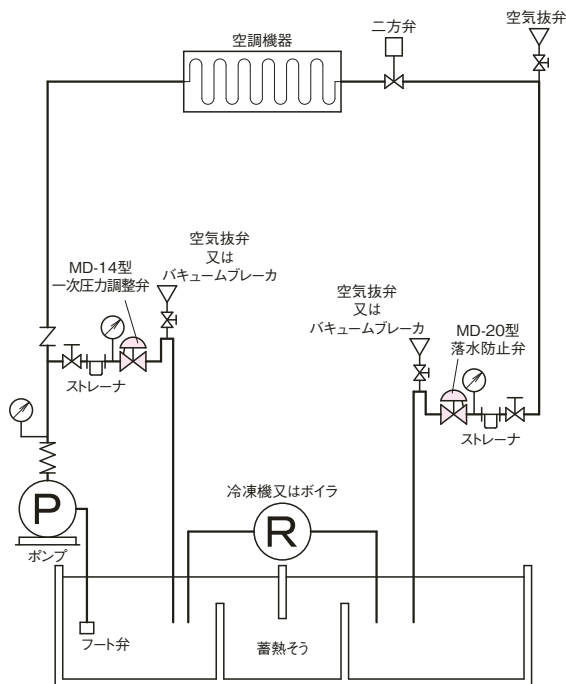 空気抜弁
二方弁
空調機器
空気抜弁
又は
バキュームブレーカ
MD-14型
一次圧力調整弁
空気抜弁
又は
バキュームブレーカ
MD-20型
落水防止弁
ストレーナ
ストレーナ
P
ポンプ
冷凍機又はボイラ
R
フート弁
蓄熱そう